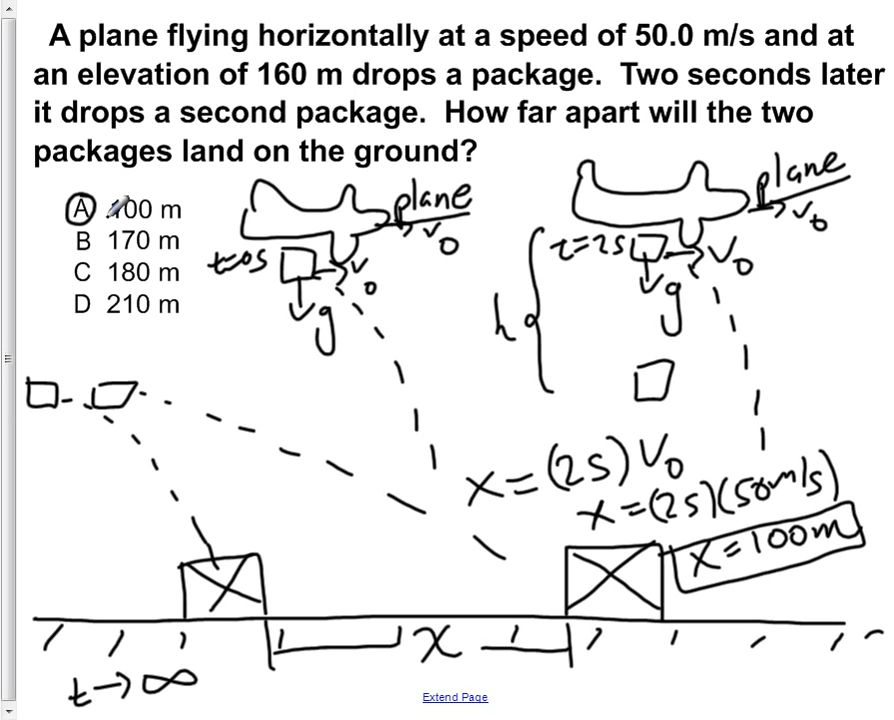 A plane flying horizontally at a speed of 50.0 m/s and at
an elevation of 160 m drops a package.  Two seconds later
it drops a second package.  How far apart will the two
packages land on the ground?
A 100 m
B 170 m
C 180 m
D 210 m
plane
V0
t=0s
V0
g
plane
V0
t=2s
V0
g
h
x=(2s)V0
x=(2s)(50m/s)
x=100m
x
t→∞
Extend Page